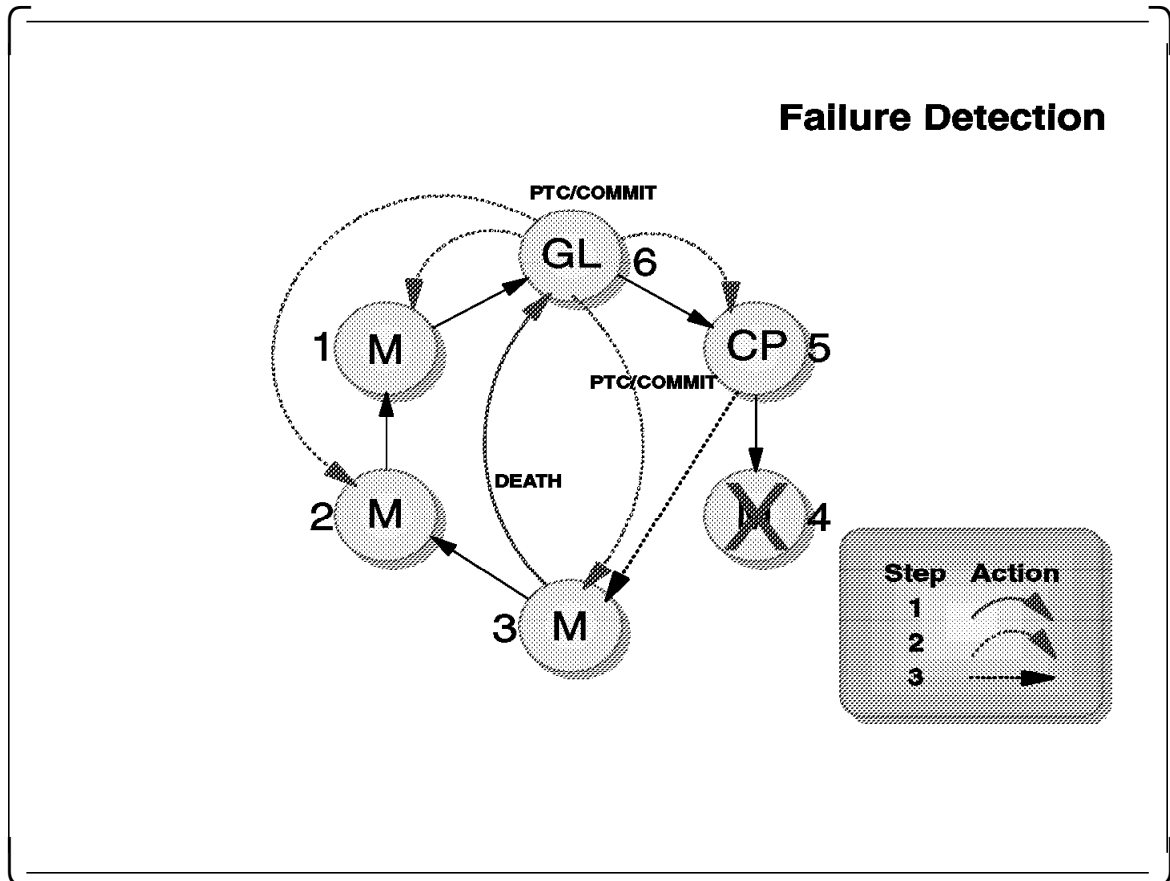 Failure Detection
PTC/COMMIT
GL
6
1
M
CP
5
PTC/COMMIT
DEATH
2
M
M
4
3
M
Step Action
1
2
3